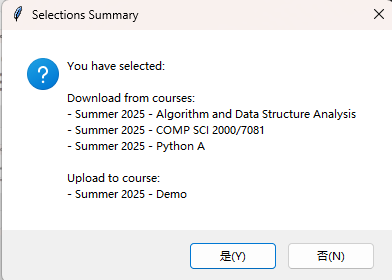 Selections Summary
You have selected:
Download from courses:
- Summer 2025 - Algorithm and Data Structure Analysis
- Summer 2025 - COMP SCI 2000/7081
- Summer 2025 - Python A
Upload to course:
- Summer 2025 - Demo
是(Y)
否(N)